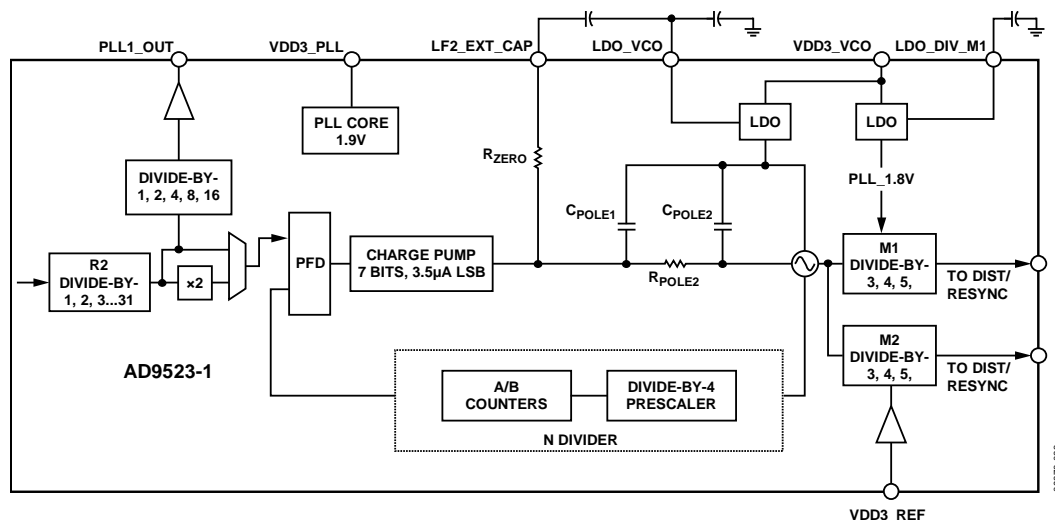 PLL1_OUT
VDD3_PLL
LF2_EXT_CAP
LDO_VCO
VDD3_VCO
LDO_DIV_M1
PLL CORE
1.9V
LDO
LDO
RZERO
DIVIDE-BY-
1, 2, 4, 8, 16
PLL_1.8V
CPOLE1
CPOLE2
R2
DIVIDE-BY-
1, 2, 3...31
×2
PFD
CHARGE PUMP
7 BITS, 3.5µA LSB
RPOLE2
M1
DIVIDE-BY-
3, 4, 5,
TO DIST/
RESYNC
M2
DIVIDE-BY-
3, 4, 5,
TO DIST/
RESYNC
AD9523-1
A/B
COUNTERS
DIVIDE-BY-4
PRESCALER
N DIVIDER
VDD3_REF